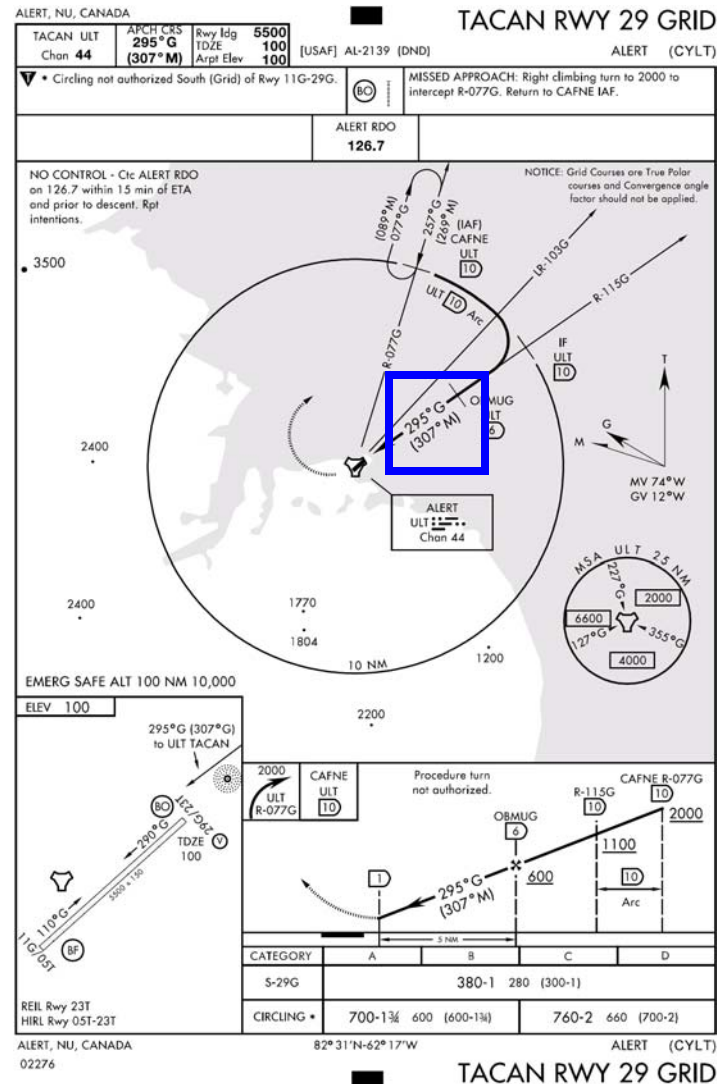 ALERT, NU, CANADA
TACAN RWY 29 GRID
TACAN ULT
Chan 44
APCH CRS
295°G
(307°M)
Rwy ldg 5500
TDZE 100
Arpt Elev 100
[USAF] AL-2139 (DND)
ALERT (CYLT)
T • Circling not authorized South (Grid) of Rwy 11G-29G.
BO
MISSED APPROACH: Right climbing turn to 2000 to
intercept R-077G. Return to CAFNE IAF.
ALERT RDO
126.7
NO CONTROL - Ctc ALERT RDO
on 126.7 within 15 min of ETA
and prior to descent. Rpt
intentions.
NOTICE: Grid Courses are True Polar
courses and Convergence angle
factor should not be applied.
(089°M)
077°G
257°G
(269°M)
(IAF)
CAFNE
ULT
10
3500
ULT 10 Arc
LR-103G
R-115G
R-077G
IF
ULT
10
OBMUG
ULT
6
295°G
(307°M)
T
G
M
MV 74°W
GV 12°W
2400
ALERT
ULT
Chan 44
MSA ULT 25 NM
227°G
2000
6600
127°G
355°G
4000
2400
1770
1804
1200
10 NM
EMERG SAFE ALT 100 NM 10,000
2200
ELEV 100
295°G (307°G)
to ULT TACAN
BO
29G/23T
290°G
TDZE
100
V
5500 x 150
110°G
11G/05T
BF
REIL Rwy 23T
HIRL Rwy 05T-23T
2000
ULT
R-077G
CAFNE
ULT
10
Procedure turn
not authorized.
CAFNE R-077G
10
2000
R-115G
10
1100
OBMUG
6
600
10
Arc
1
295°G
(307°M)
5 NM
CATEGORY A B C D
S-29G 380-1 280 (300-1)
CIRCLING • 700-1¾ 600 (600-1¾) 760-2 660 (700-2)
ALERT, NU, CANADA
82°31'N-62°17'W
ALERT (CYLT)
02276
TACAN RWY 29 GRID